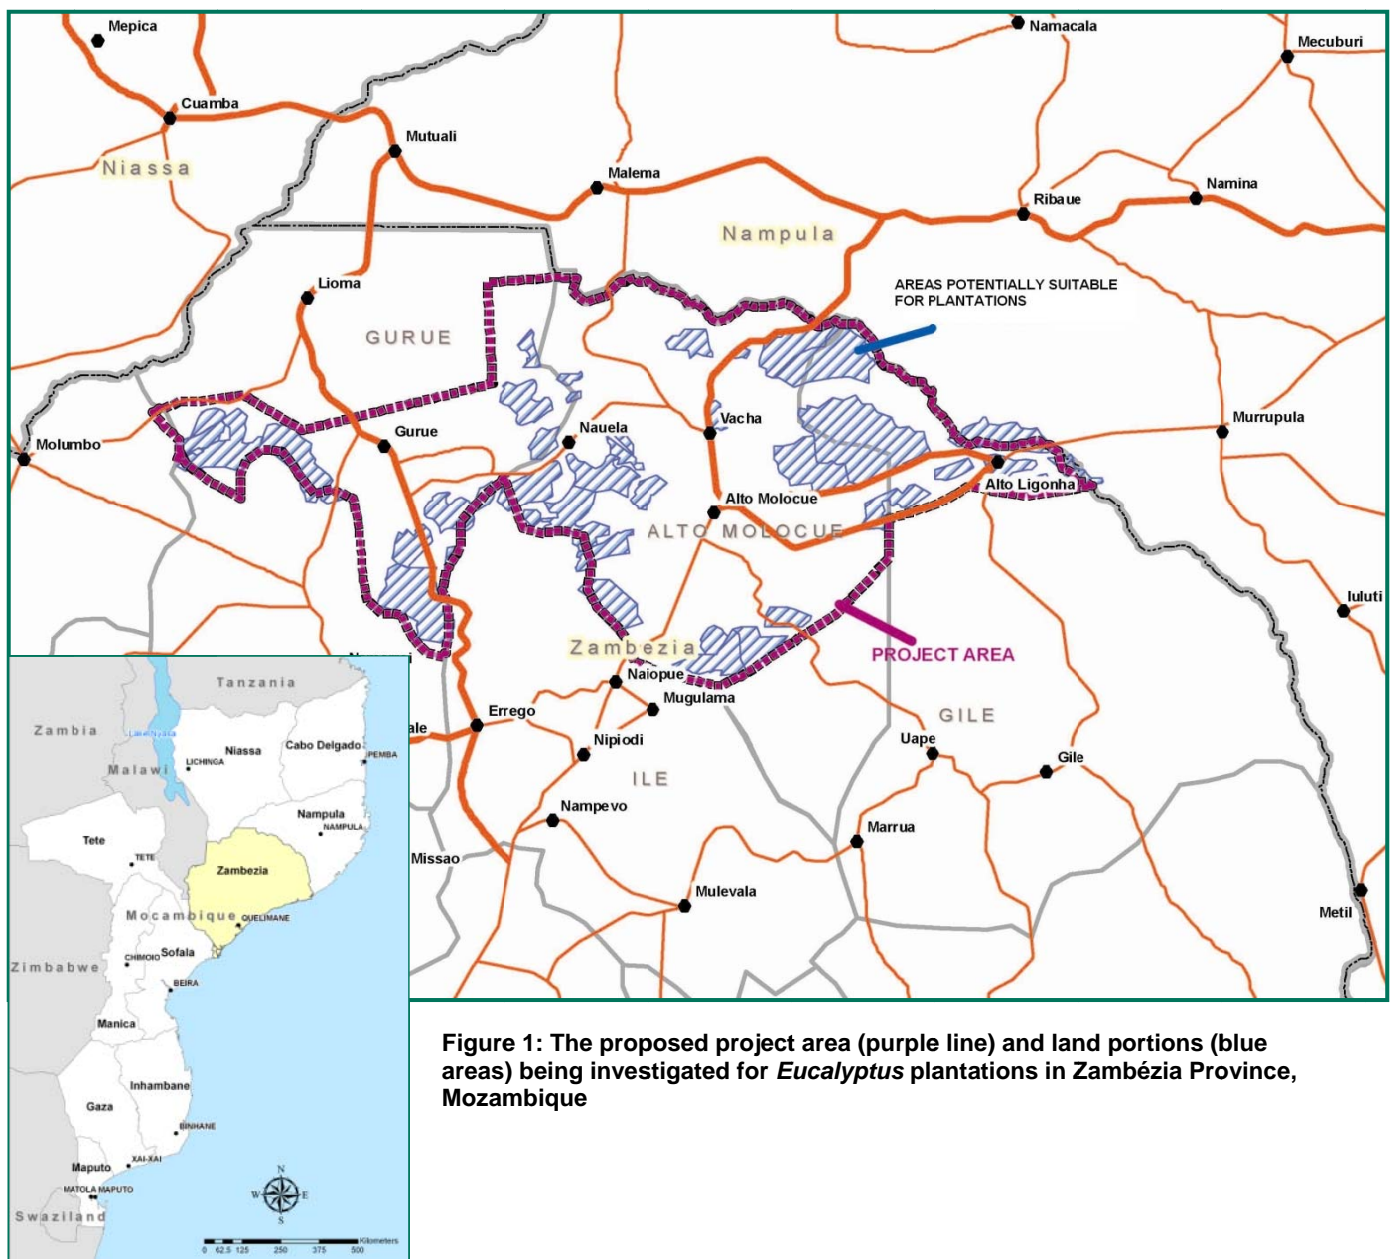 Mepica
Namacala
Mecuburi
Cuamba
Mutuali
Niassa
Malema
Namina
Ribaue
Nampula
Lioma
AREAS POTENTIALLY SUITABLE
FOR PLANTATIONS
GURUE
Murrupula
Vacha
Nauela
Gurue
Molumbo
Alto Ligonha
Alto Molocue
ALTO MOLOCUE
Iuluti
Zambezia
PROJECT AREA
Naiopue
Mugulama
Errego
ale
GILE
Nipiodi
Uape
Gile
ILE
Nampevo
Marrua
Missao
Mulevala
Metil
Tanzania
Zambia
Lake Nyasa
Niassa
Cabo Delgado
PEMBA
LICHINGA
Malawi
Nampula
NAMPULA
Tete
TETE
Zambezia
Mocambique
QUELIMANE
Sofala
CHIMOIO
Zimbabwe
BEIRA
Manica
Inhambane
Gaza
BINHANE
XAI-XAI
Maputo
MATOLA MAPUTO
Swaziland
N
W E
S
Kilometers
0 62.5 125 250 375 500
Figure 1: The proposed project area (purple line) and land portions (blue
areas) being investigated for Eucalyptus plantations in Zambézia Province,
Mozambique